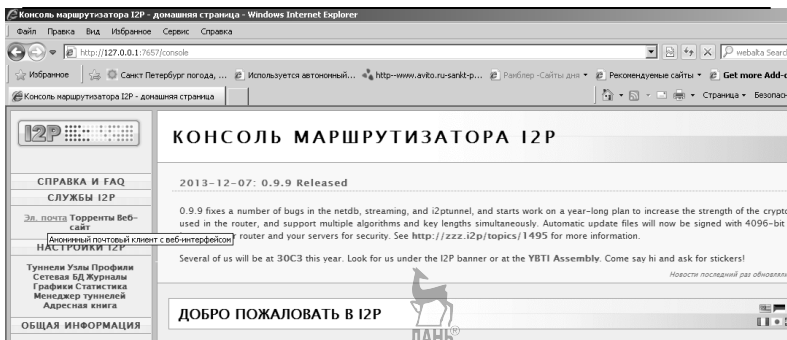 Консоль маршрутизатора I2P - домашняя страница - Windows Internet Explorer
Файл Правка Вид Избранное Сервис Справка
http://127.0.0.1:7657/console
webalta Search
Избранное Санкт Петербург погода, ... Используется автономный... http--www.avito.ru-sankt-p... Рамблер -Сайты дня Рекомендуемые сайты Get more Add-o
Консоль маршрутизатора I2P - домашняя страница
Страница Безопасно
I2P
КОНСОЛЬ МАРШРУТИЗАТОРА I2P
СПРАВКА И FAQ
СЛУЖБЫ I2P
Эл. почта Торренты Веб-
сайт
Анонимный почтовый клиент с веб-интерфейсом
НАСТРОЙКИ I2P
Туннели Узлы Профили
Сетевая БД Журналы
Графики Статистика
Менеджер туннелей
Адресная книга
ОБЩАЯ ИНФОРМАЦИЯ
2013-12-07: 0.9.9 Released
0.9.9 fixes a number of bugs in the netdb, streaming, and i2ptunnel, and starts work on a year-long plan to increase the strength of the crypto
used in the router, and support multiple algorithms and key lengths simultaneously. Automatic update files will now be signed with 4096-bit
router and your servers for security. See http://zzz.i2p/topics/1495 for more information.
Several of us will be at 30C3 this year. Look for us under the I2P banner or at the YBTI Assembly. Come say hi and ask for stickers!
Новости последний раз обновляли
ДОБРО ПОЖАЛОВАТЬ В I2P
ЛАНЬ®